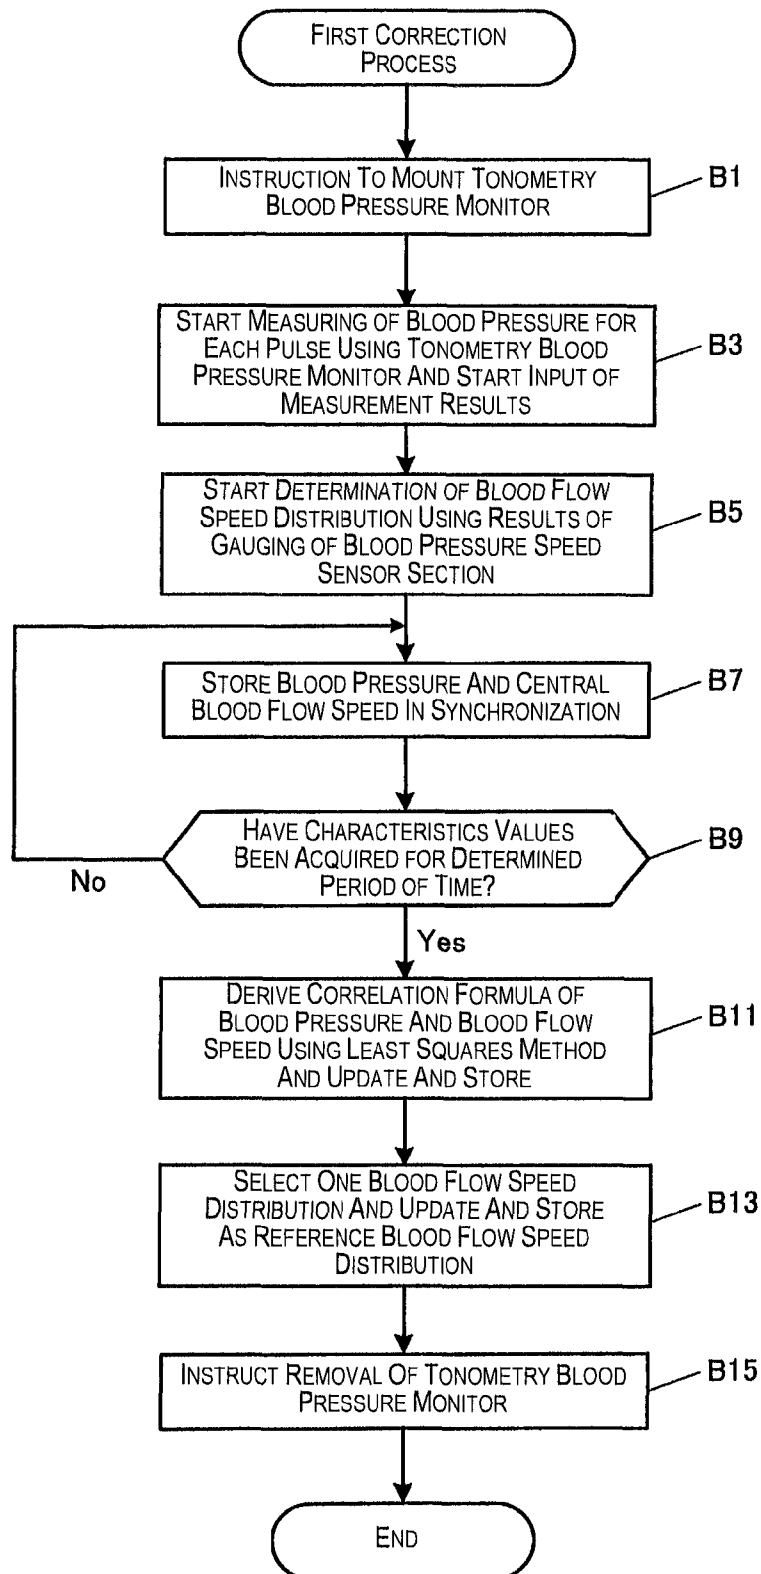 FIRST CORRECTION
PROCESS
INSTRUCTION TO MOUNT TONOMETRY
BLOOD PRESSURE MONITOR
B1
START MEASURING OF BLOOD PRESSURE FOR
EACH PULSE USING TONOMETRY BLOOD
PRESSURE MONITOR AND START INPUT OF
MEASUREMENT RESULTS
B3
START DETERMINATION OF BLOOD FLOW
SPEED DISTRIBUTION USING RESULTS OF
GAUGING OF BLOOD PRESSURE SPEED
SENSOR SECTION
B5
STORE BLOOD PRESSURE AND CENTRAL
BLOOD FLOW SPEED IN SYNCHRONIZATION
B7
HAVE CHARACTERISTICS VALUES
BEEN ACQUIRED FOR DETERMINED
PERIOD OF TIME?
B9
No
Yes
DERIVE CORRELATION FORMULA OF
BLOOD PRESSURE AND BLOOD FLOW
SPEED USING LEAST SQUARES METHOD
AND UPDATE AND STORE
B11
SELECT ONE BLOOD FLOW SPEED
DISTRIBUTION AND UPDATE AND STORE
AS REFERENCE BLOOD FLOW SPEED
DISTRIBUTION
B13
INSTRUCT REMOVAL OF TONOMETRY BLOOD
PRESSURE MONITOR
B15
END